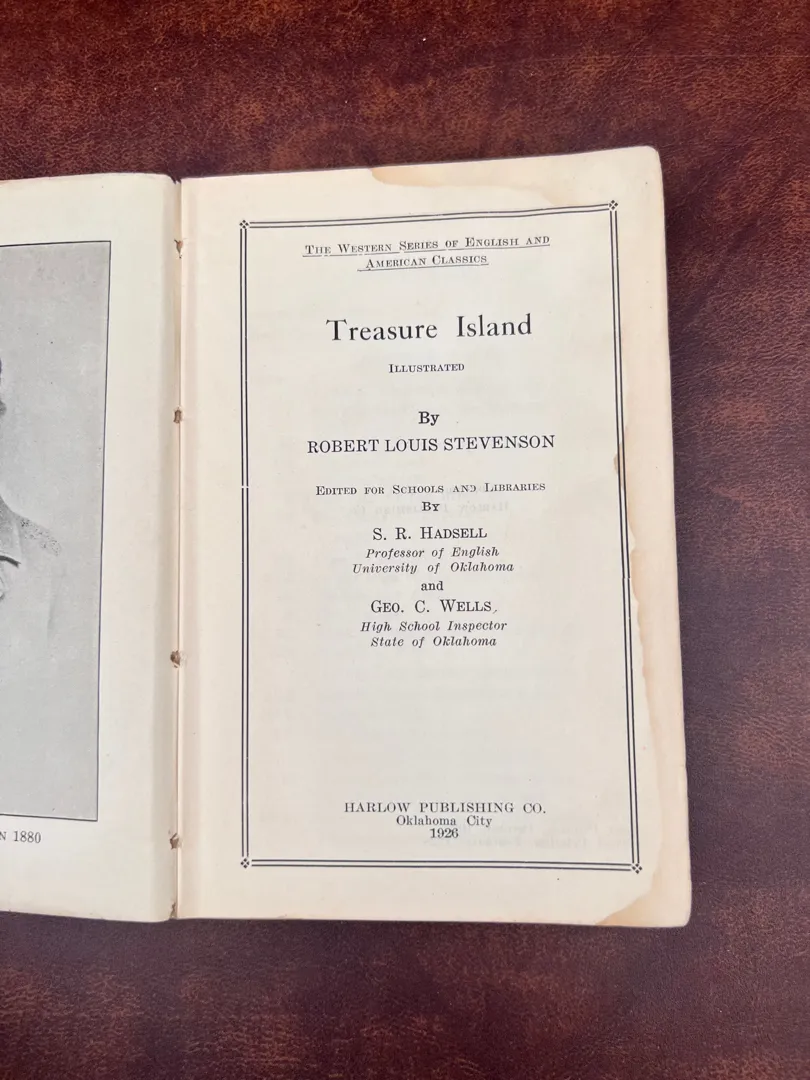 N 1880
THE WESTERN SERIES OF ENGLISH AND
AMERICAN CLASSICS
Treasure Island
ILLUSTRATED
By
ROBERT LOUIS STEVENSON
EDITED FOR SCHOOLS AND LIBRARIES
BY
S. R. HADSELL
Professor of English
University of Oklahoma
and
GEO. C. WELLS,
High School Inspector
State of Oklahoma
HARLOW PUBLISHING CO.
Oklahoma City
1926